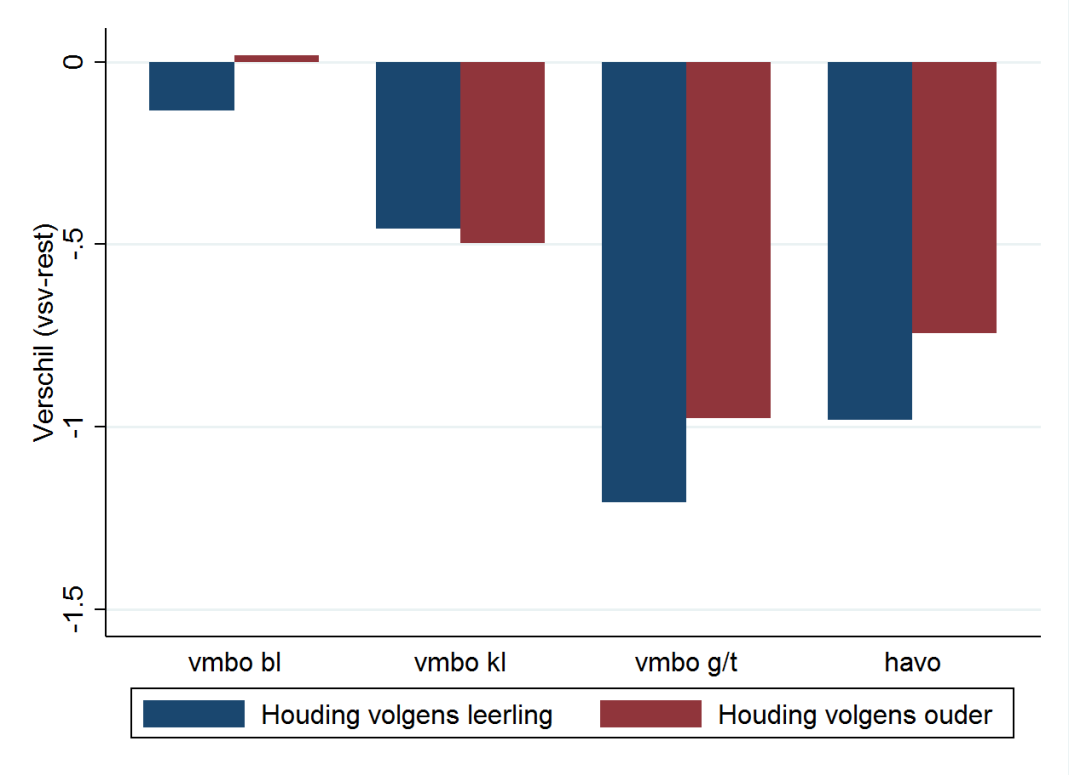 Verschil (vsv-rest)
0
-.5
-1
-1.5
vmbo bl
vmbo kl
vmbo g/t
havo
Houding volgens leerling
Houding volgens ouder